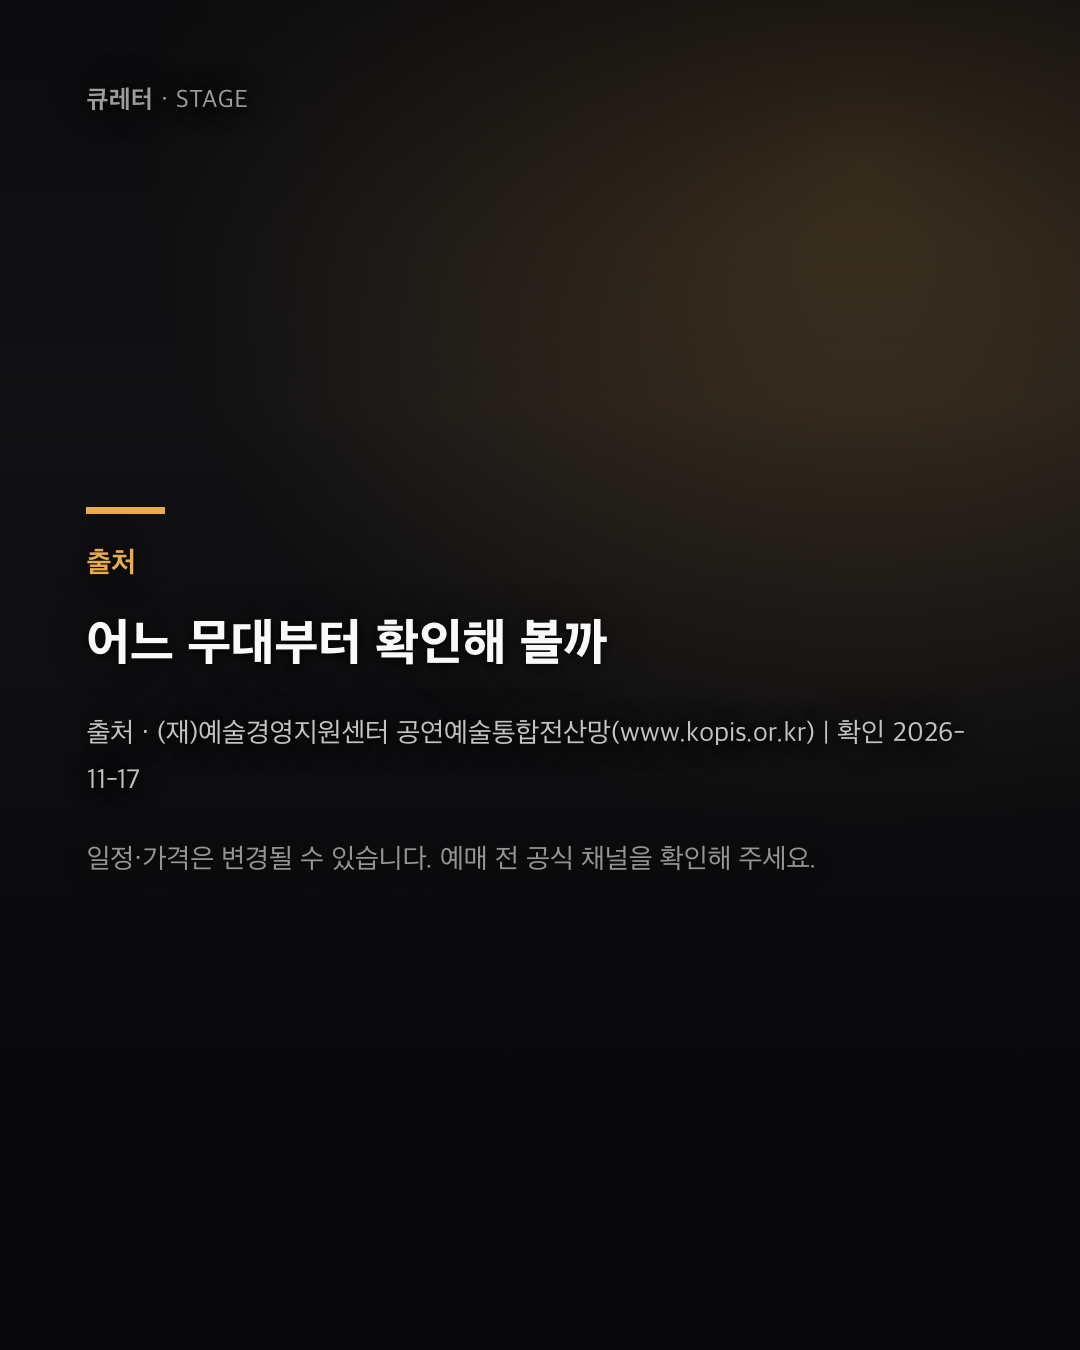 큐레터 · STAGE
출처
어느 무대부터 확인해 볼까
출처 · (재)예술경영지원센터 공연예술통합전산망(www.kopis.or.kr) | 확인 2026-
11-17
일정·가격은 변경될 수 있습니다. 예매 전 공식 채널을 확인해 주세요.